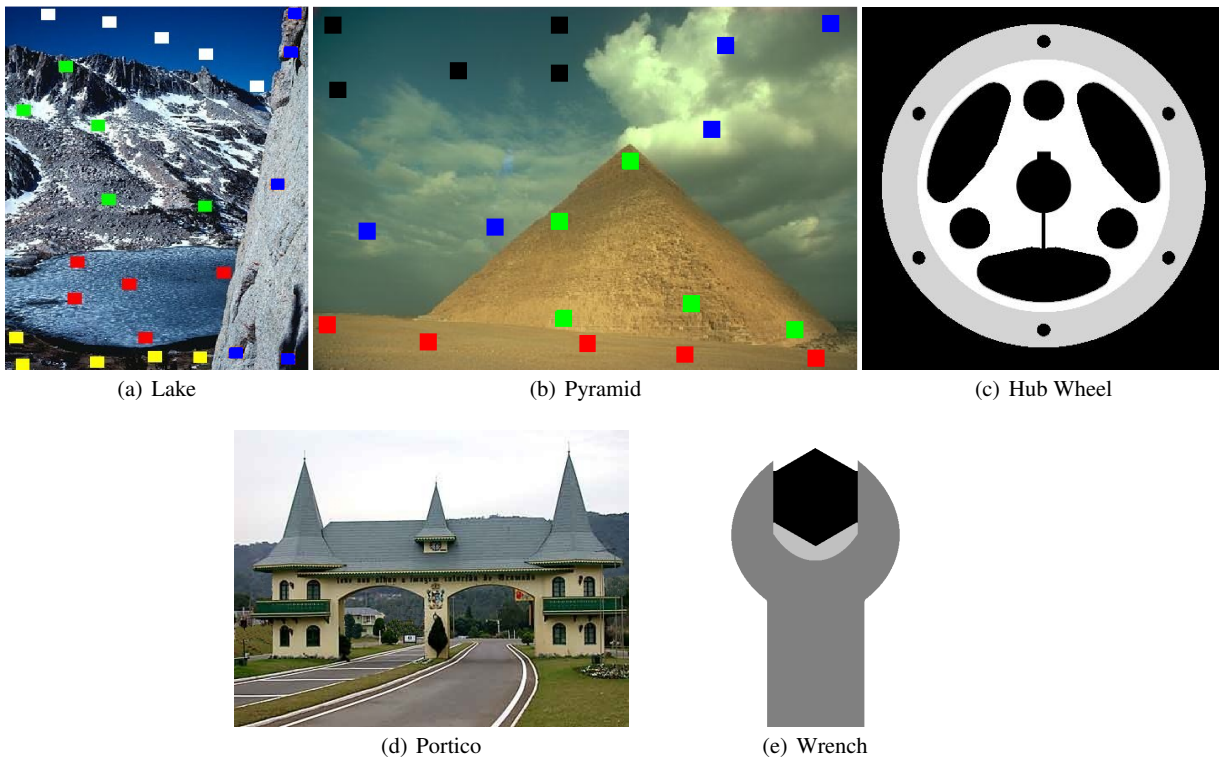 (a) Lake
(b) Pyramid
(c) Hub Wheel
(d) Portico
(e) Wrench